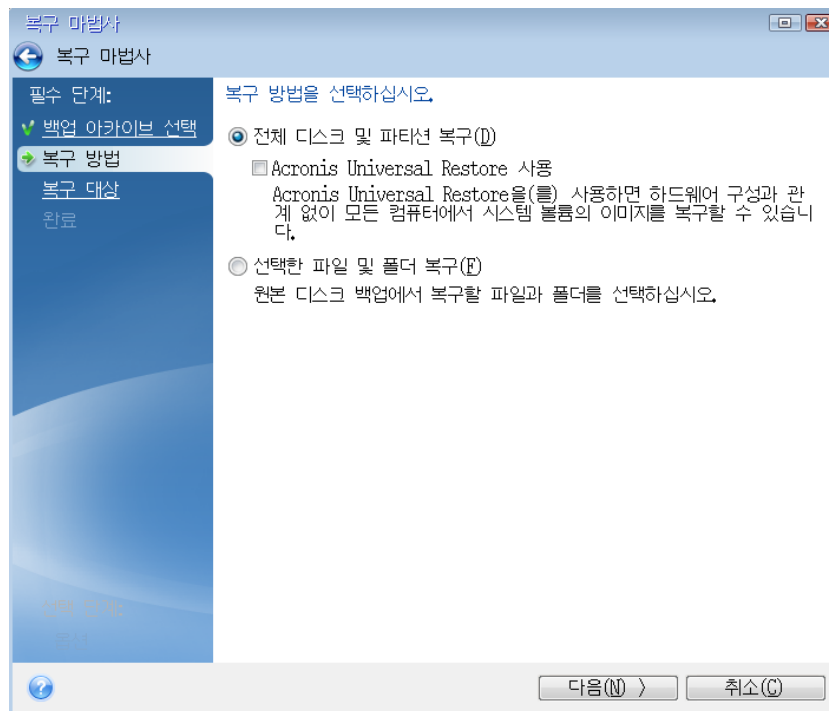 복구 마법사
복구 마법사
필수 단계:
백업 아카이브 선택
복구 방법
복구 대상
완료
복구 방법을 선택하십시오.
전체 디스크 및 파티션 복구(D)
Acronis Universal Restore 사용
Acronis Universal Restore을(를) 사용하면 하드웨어 구성과 관
계 없이 모든 컴퓨터에서 시스템 볼륨의 이미지를 복구할 수 있습니
다.
선택한 파일 및 폴더 복구(F)
원본 디스크 백업에서 복구할 파일과 폴더를 선택하십시오.
선택 단계:
옵션
다음(N) 〉
취소(C)